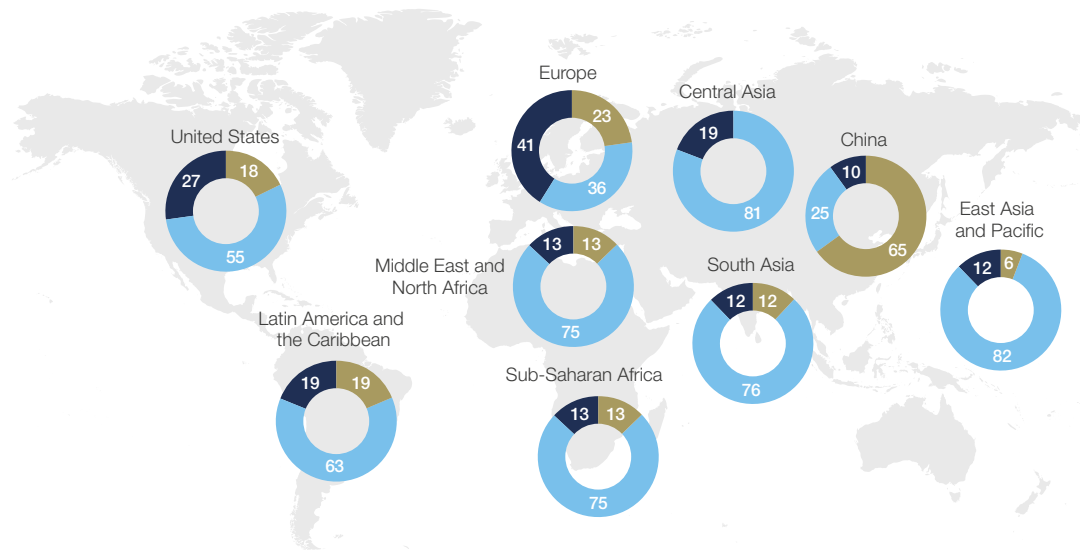 Europe
23
41
36
Central Asia
19
81
United States
27
18
55
China
10
25
65
East Asia
and Pacific
12
6
82
Middle East and
North Africa
13
13
75
South Asia
12
12
76
Latin America and
the Caribbean
19
19
63
Sub-Saharan Africa
13
13
75